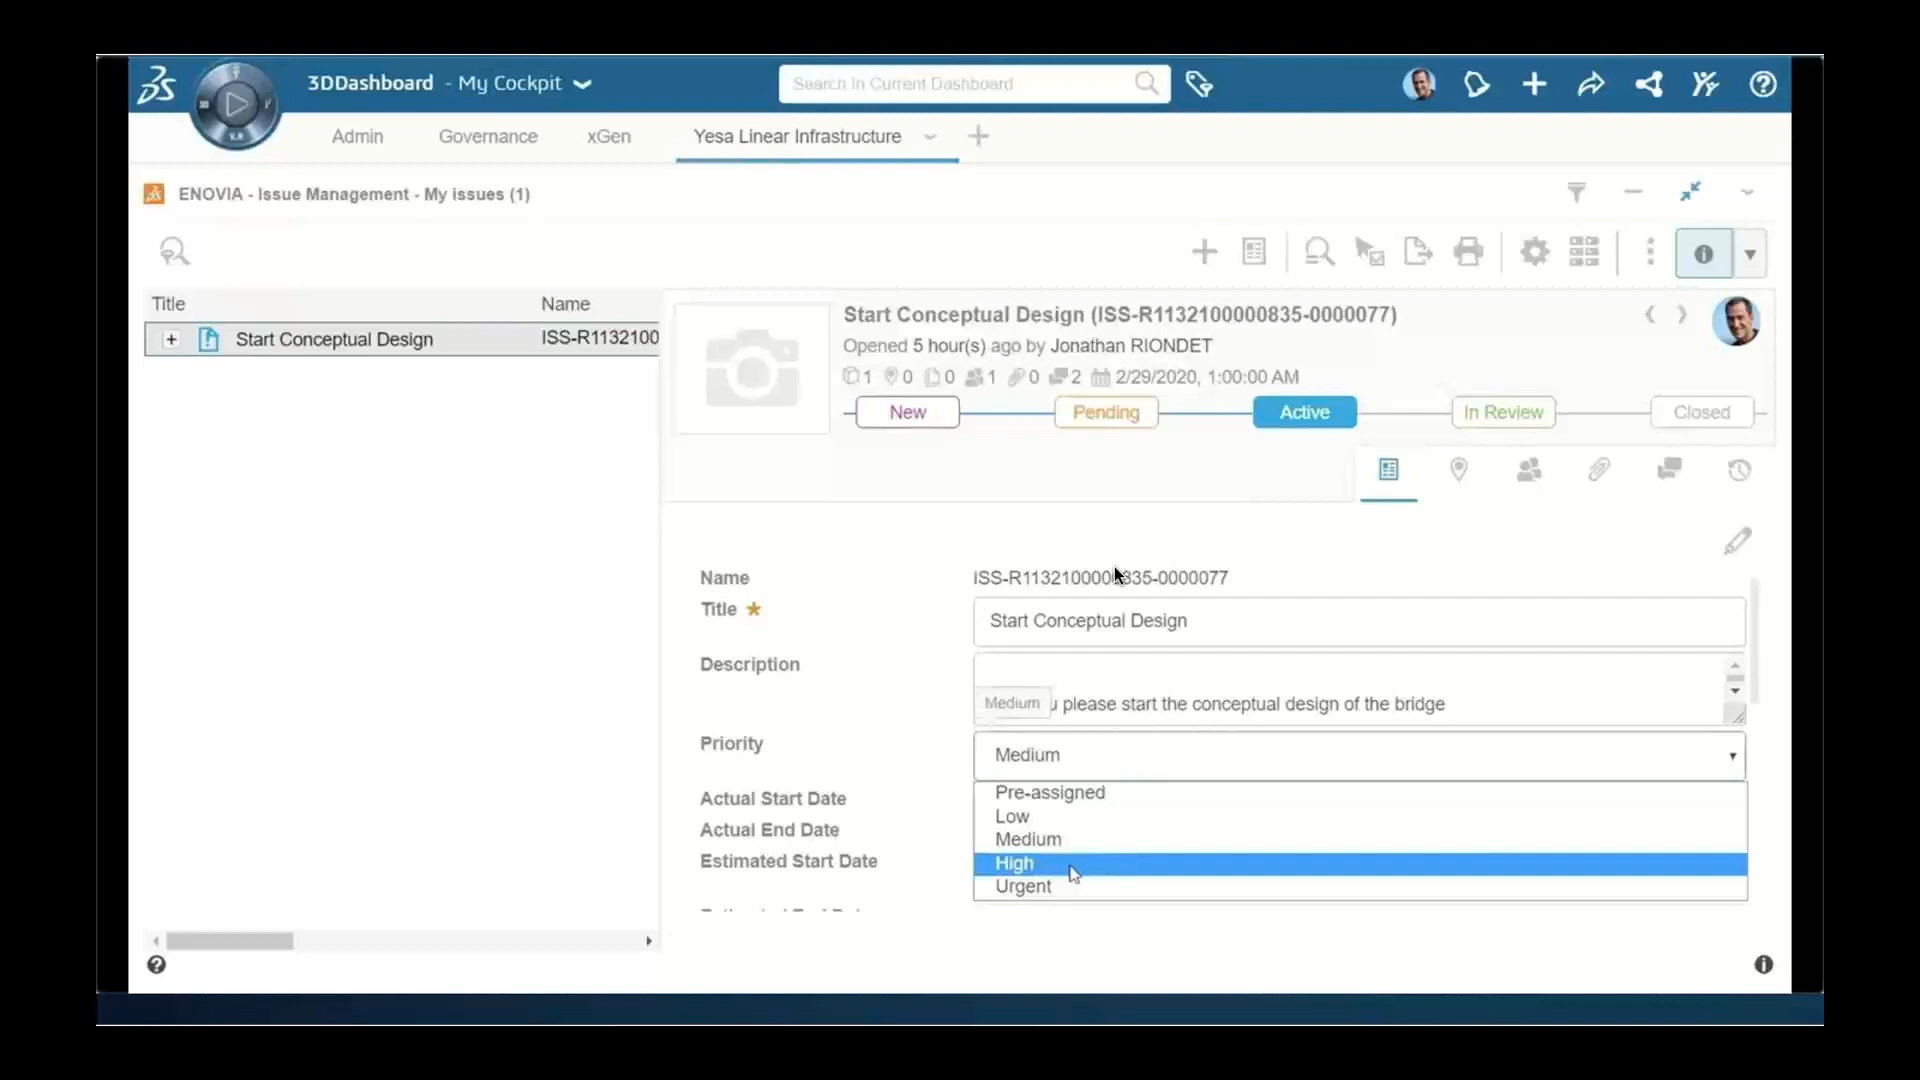 3DDashboard - My Cockpit
Search In Current Dashboard
Admin
Governance
xGen
Yesa Linear Infrastructure
ENOVIA - Issue Management - My issues (1)
Title
Name
Start Conceptual Design
ISS-R1132100
Start Conceptual Design (ISS-R1132100000835-0000077)
Opened 5 hour(s) ago by Jonathan RIONDET
1 0 0 1 0 2 2/29/2020, 1:00:00 AM
New
Pending
Active
In Review
Closed
Name
ISS-R1132100000835-0000077
Title
Start Conceptual Design
Description
Medium
please start the conceptual design of the bridge
Priority
Medium
Pre-assigned
Low
Medium
High
Urgent
Actual Start Date
Actual End Date
Estimated Start Date